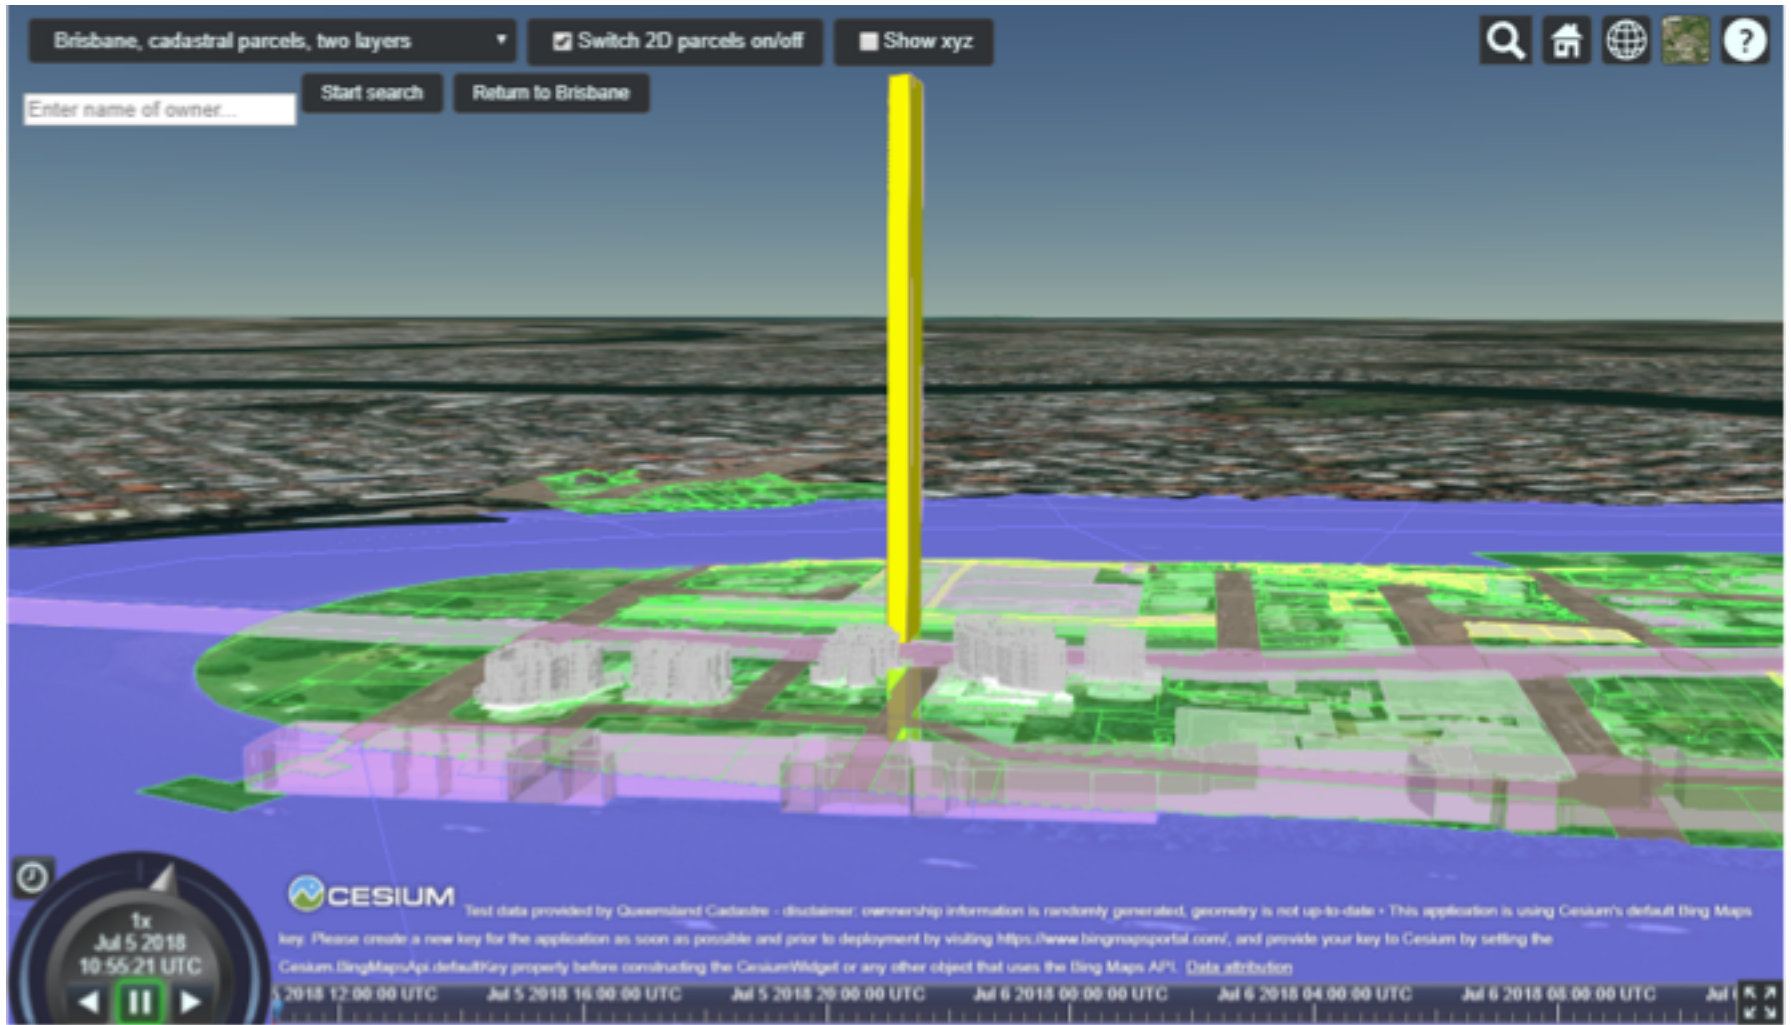 Brisbane, cadastral parcels, two layers
Switch 2D parcels on/off
Show xyz
?
Enter name of owner...
Start search
Return to Brisbane
CESIUM
Test data provided by Queensland Cadastre - disclaimer: ownnership information is randomly generated, geometry is not up-to-date • This application is using Cesium's default Bing Maps
key. Please create a new key for the application as soon as possible and prior to deployment by visiting https://www.bingmapsportal.com/, and provide your key to Cesium by setting the
Cesium.BingMapsApi.defaultKey property before constructing the CesiumWidget or any other object that uses the Bing Maps API. Data attribution
1x
Jul 5 2018
10:55:21 UTC
5 2018 12:00:00 UTC
Jul 5 2018 16:00:00 UTC
Jul 5 2018 20:00:00 UTC
Jul 6 2018 00:00:00 UTC
Jul 6 2018 04:00:00 UTC
Jul 6 2018 08:00:00 UTC
Jul